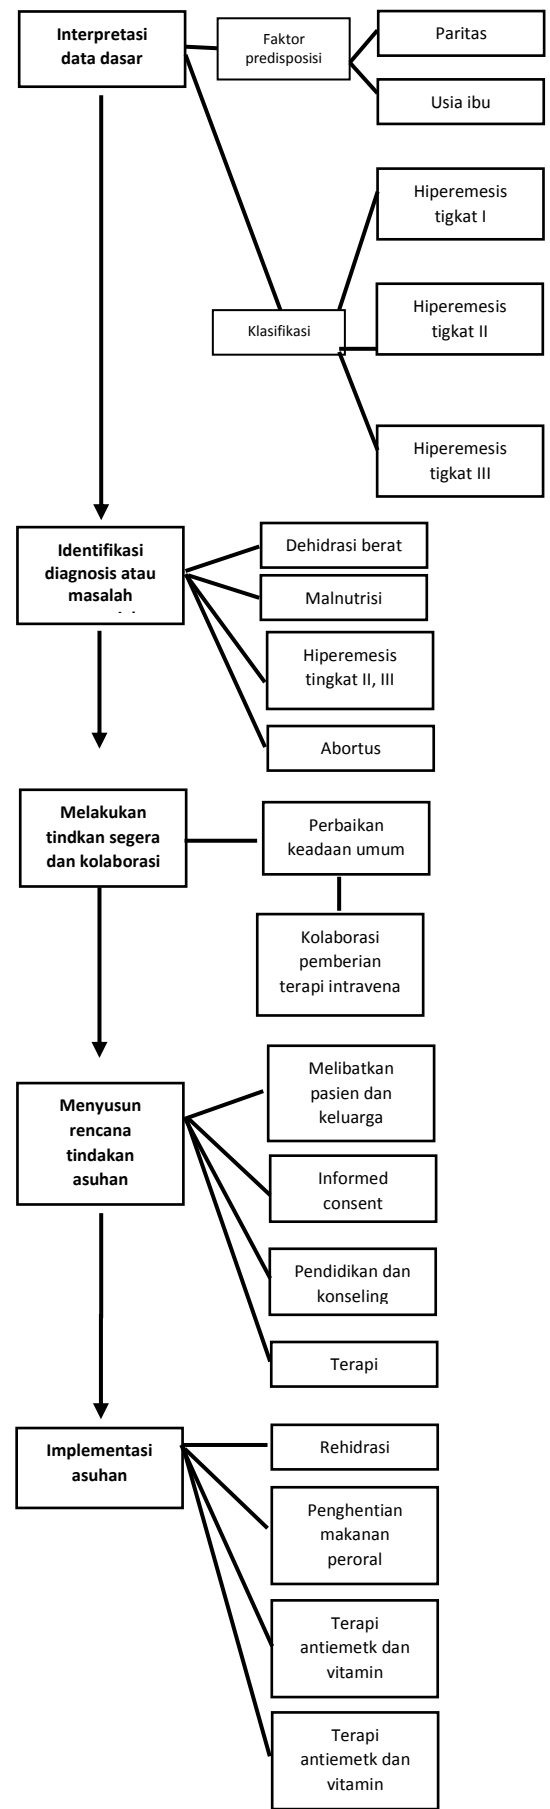 Interpretasi
data dasar
Faktor
predisposisi
Paritas
Usia ibu
Hiperemesis
tigkat I
Klasifikasi
Hiperemesis
tigkat II
Hiperemesis
tigkat III
Identifikasi
diagnosis atau
masalah
Dehidrasi berat
Malnutrisi
Hiperemesis
tingkat II, III
Abortus
Melakukan
tindkan segera
dan kolaborasi
Perbaikan
keadaan umum
Kolaborasi
pemberian
terapi intravena
Menyusun
rencana
tindakan
asuhan
Melibatkan
pasien dan
keluarga
Informed
consent
Pendidikan dan
konseling
Terapi
Implementasi
asuhan
Rehidrasi
Penghentian
makanan
peroral
Terapi
antiemetk dan
vitamin
Terapi
antiemetk dan
vitamin